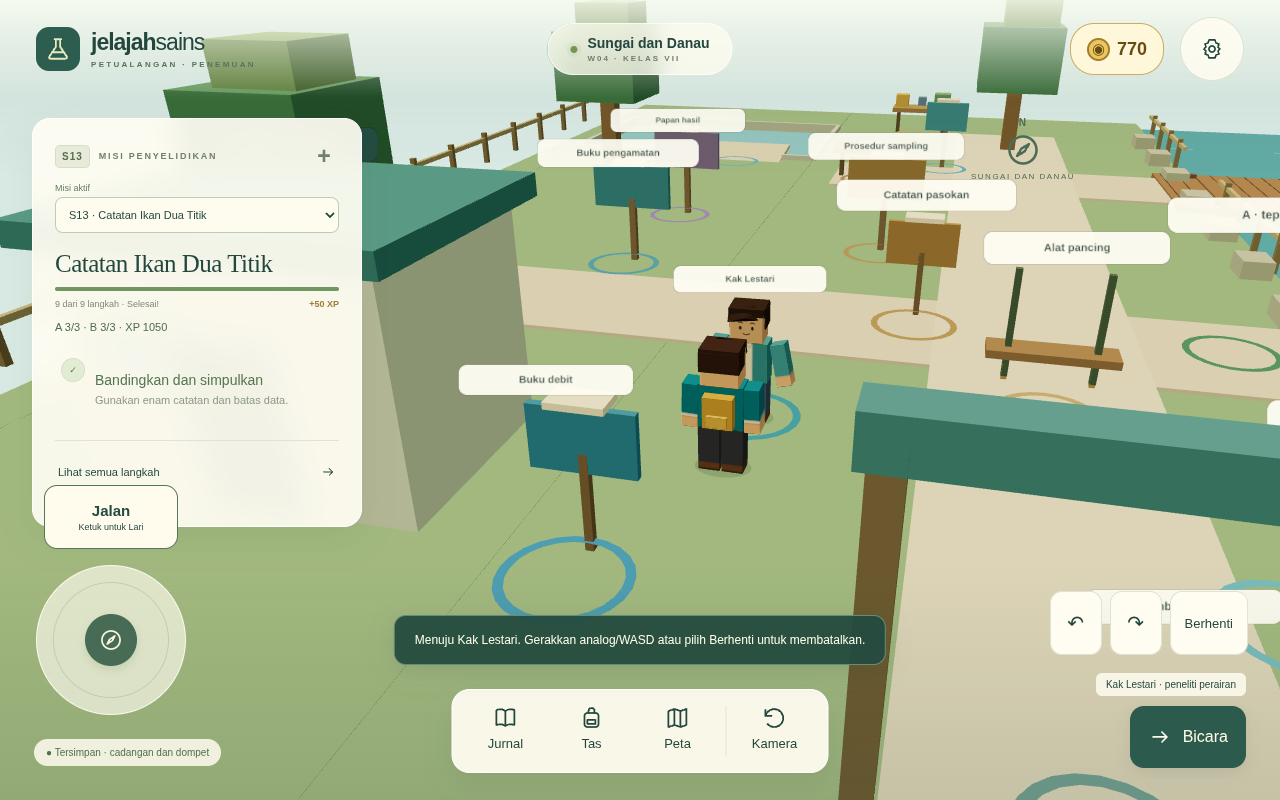 jelajahsains
PETUALANGAN · PENEMUAN
Sungai dan Danau
W04 · KELAS VII
770
S13 MISI PENYELIDIKAN +
Misi aktif
S13 · Catatan Ikan Dua Titik
Catatan Ikan Dua Titik
9 dari 9 langkah · Selesai! +50 XP
A 3/3 · B 3/3 · XP 1050
✓
Bandingkan dan simpulkan
Gunakan enam catatan dan batas data.
Lihat semua langkah →
Jalan
Ketuk untuk Lari
Papan hasil
Buku pengamatan
Prosedur sampling
N
SUNGAI DAN DANAU
Catatan pasokan
A · tep
Alat pancing
Kak Lestari
Buku debit
Menuju Kak Lestari. Gerakkan analog/WASD atau pilih Berhenti untuk membatalkan.
↶ ↷ Berhenti
Kak Lestari · peneliti perairan
→ Bicara
Jurnal
Tas
Peta
Kamera
● Tersimpan · cadangan dan dompet